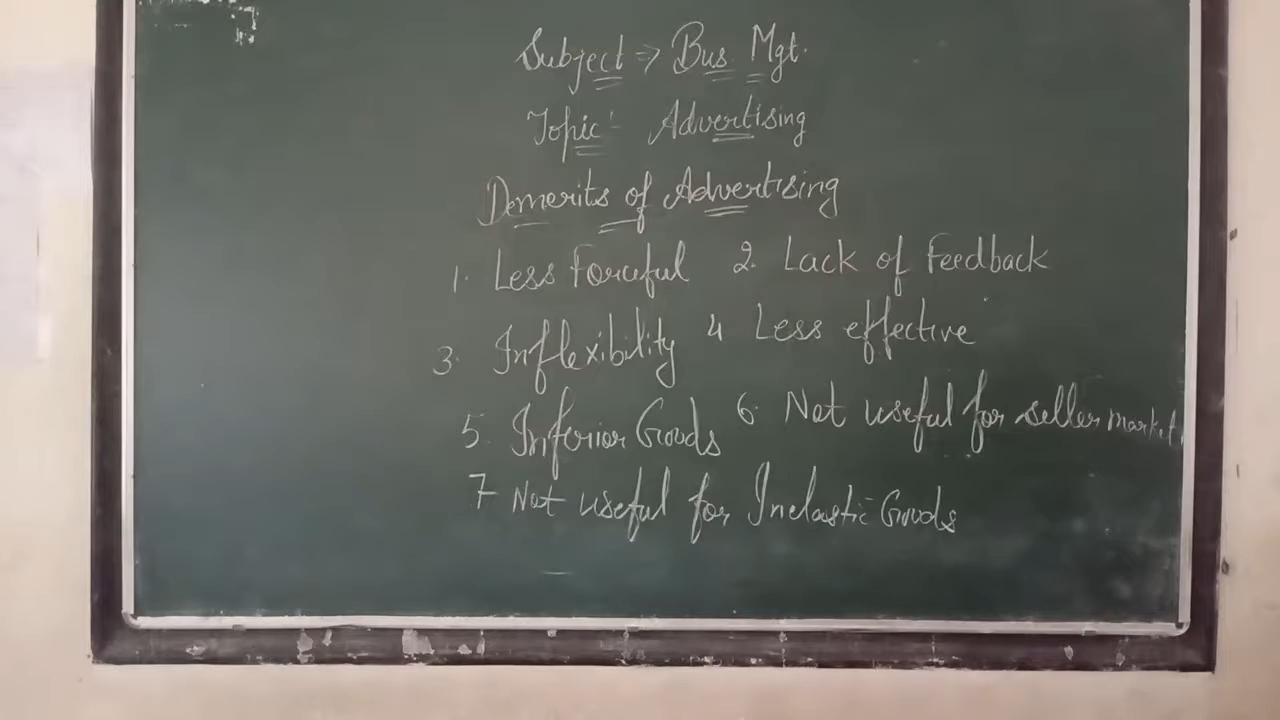 Subject ⇒ Bus. Mgt.
Topic: Advertising
Demerits of Advertising
1. Less Forceful 2. Lack of Feedback
3. Inflexibility 4 Less effective
5. Inferior Goods 6. Not useful for seller market.
7 Not useful for Inelastic Goods